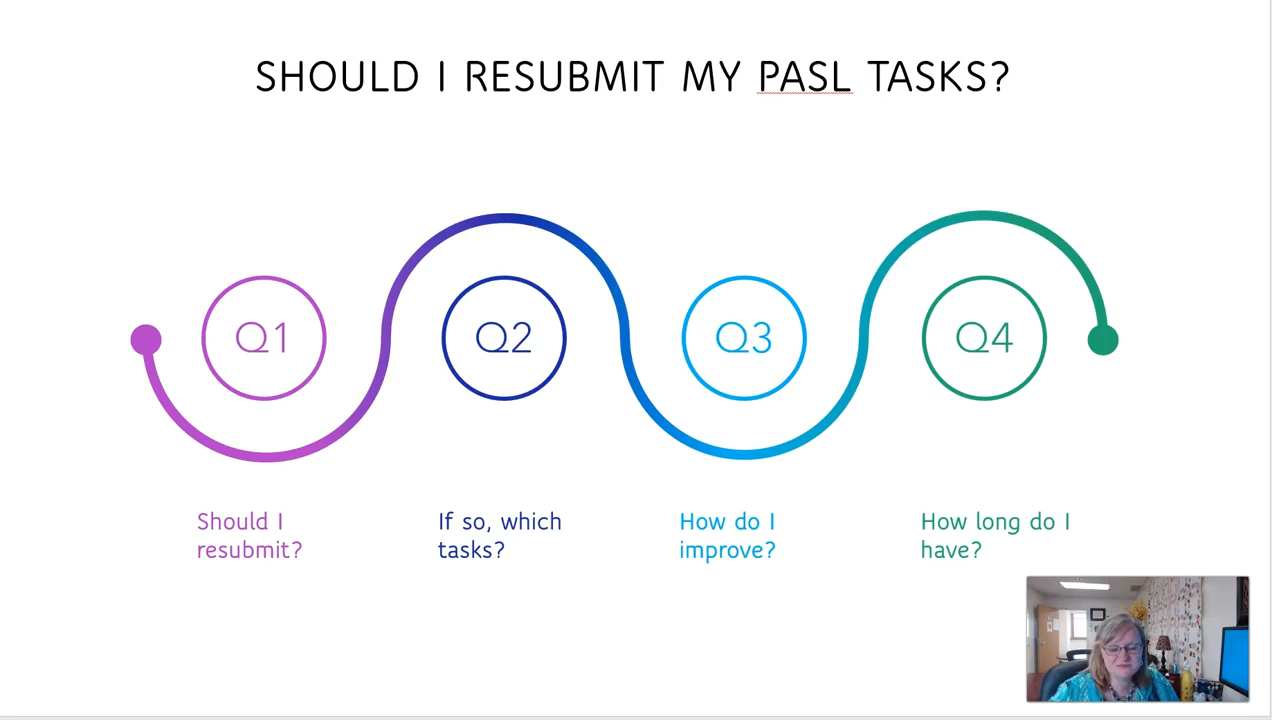 SHOULD I RESUBMIT MY PASL TASKS?
Q1
Q2
Q3
Q4
Should I
resubmit?
If so, which
tasks?
How do I
improve?
How long do I
have?